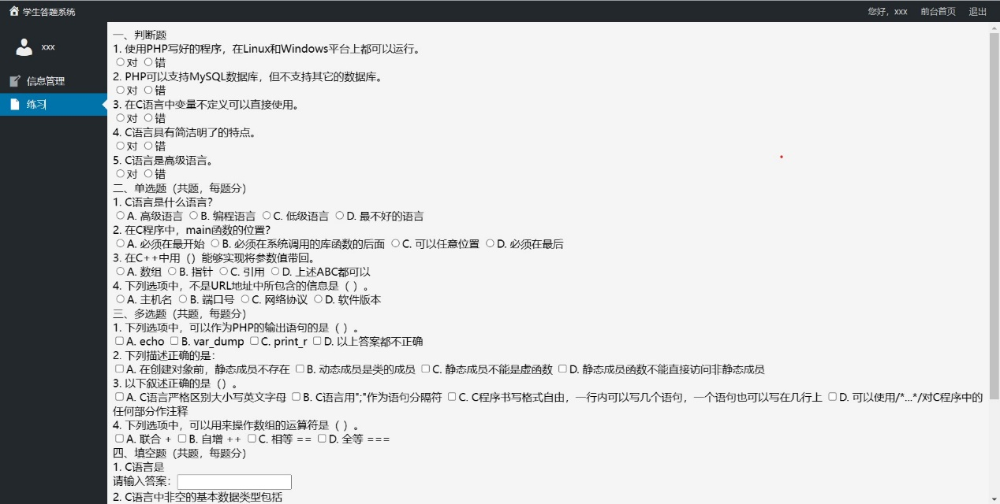 学生答题系统
您好，xxx 前台首页 退出
xxx
信息管理
练习
一、判断题
1. 使用PHP写好的程序，在Linux和Windows平台上都可以运行。
对 错
2. PHP可以支持MySQL数据库，但不支持其它的数据库。
对 错
3. 在C语言中变量不定义可以直接使用。
对 错
4. C语言具有简洁明了的特点。
对 错
5. C语言是高级语言。
对 错
二、单选题（共题，每题分）
1. C语言是什么语言？
A. 高级语言 B. 编程语言 C. 低级语言 D. 最不好的语言
2. 在C程序中，main函数的位置？
A. 必须在最开始 B. 必须在系统调用的库函数的后面 C. 可以任意位置 D. 必须在最后
3. 在C++中用（）能够实现将参数值带回。
A. 数组 B. 指针 C. 引用 D. 上述ABC都可以
4. 下列选项中，不是URL地址中所包含的信息是（ ）。
A. 主机名 B. 端口号 C. 网络协议 D. 软件版本
三、多选题（共题，每题分）
1. 下列选项中，可以作为PHP的输出语句的是（ ）。
A. echo B. var_dump C. print_r D. 以上答案都不正确
2. 下列描述正确的是：
A. 在创建对象前，静态成员不存在 B. 动态成员是类的成员 C. 静态成员不能是虚函数 D. 静态成员函数不能直接访问非静态成员
3. 以下叙述正确的是（）。
A. C语言严格区别大小写英文字母 B. C语言用";"作为语句分隔符 C. C程序书写格式自由，一行内可以写几个语句，一个语句也可以写在几行上 D. 可以使用/*...*/对C程序中的
任何部分作注释
4. 下列选项中，可以用来操作数组的运算符是（ ）。
A. 联合 + B. 自增 ++ C. 相等 == D. 全等 ===
四、填空题（共题，每题分）
1. C语言是
请输入答案：
2. C语言中非空的基本数据类型包括